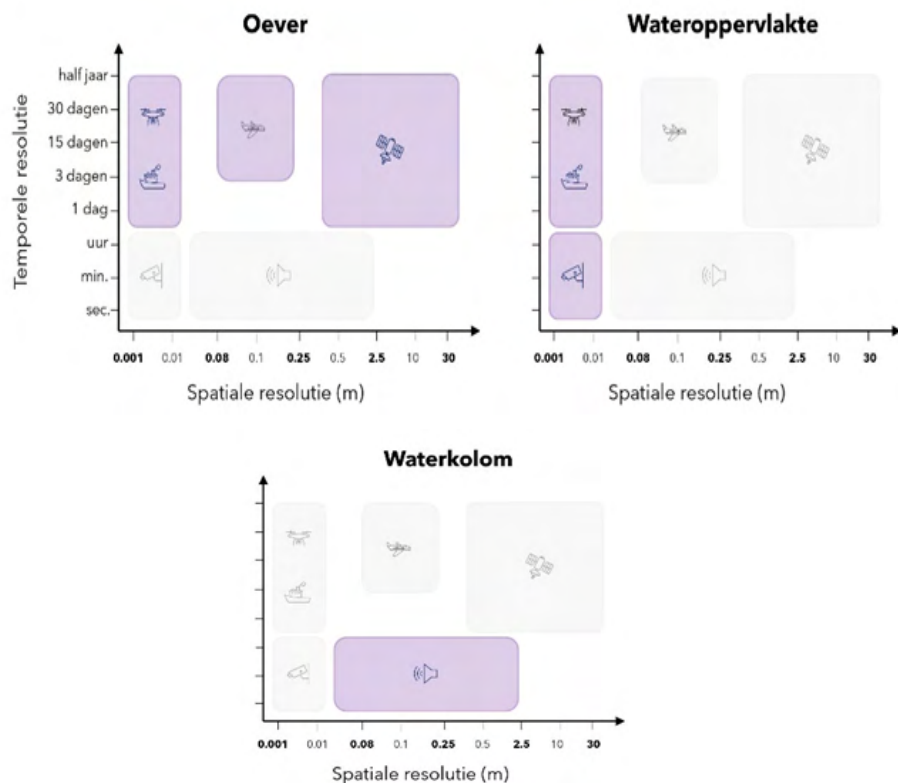 Oever
Temporele resolutie
half jaar
30 dagen
15 dagen
3 dagen
1 dag
uur
min.
sec.
0.001 0.01 0.08 0.1 0.25 0.5 2.5 10 30
Spatiale resolutie (m)
Wateroppervlakte
0.001 0.01 0.08 0.1 0.25 0.5 2.5 10 30
Spatiale resolutie (m)
Waterkolom
0.001 0.01 0.08 0.1 0.25 0.5 2.5 10 30
Spatiale resolutie (m)